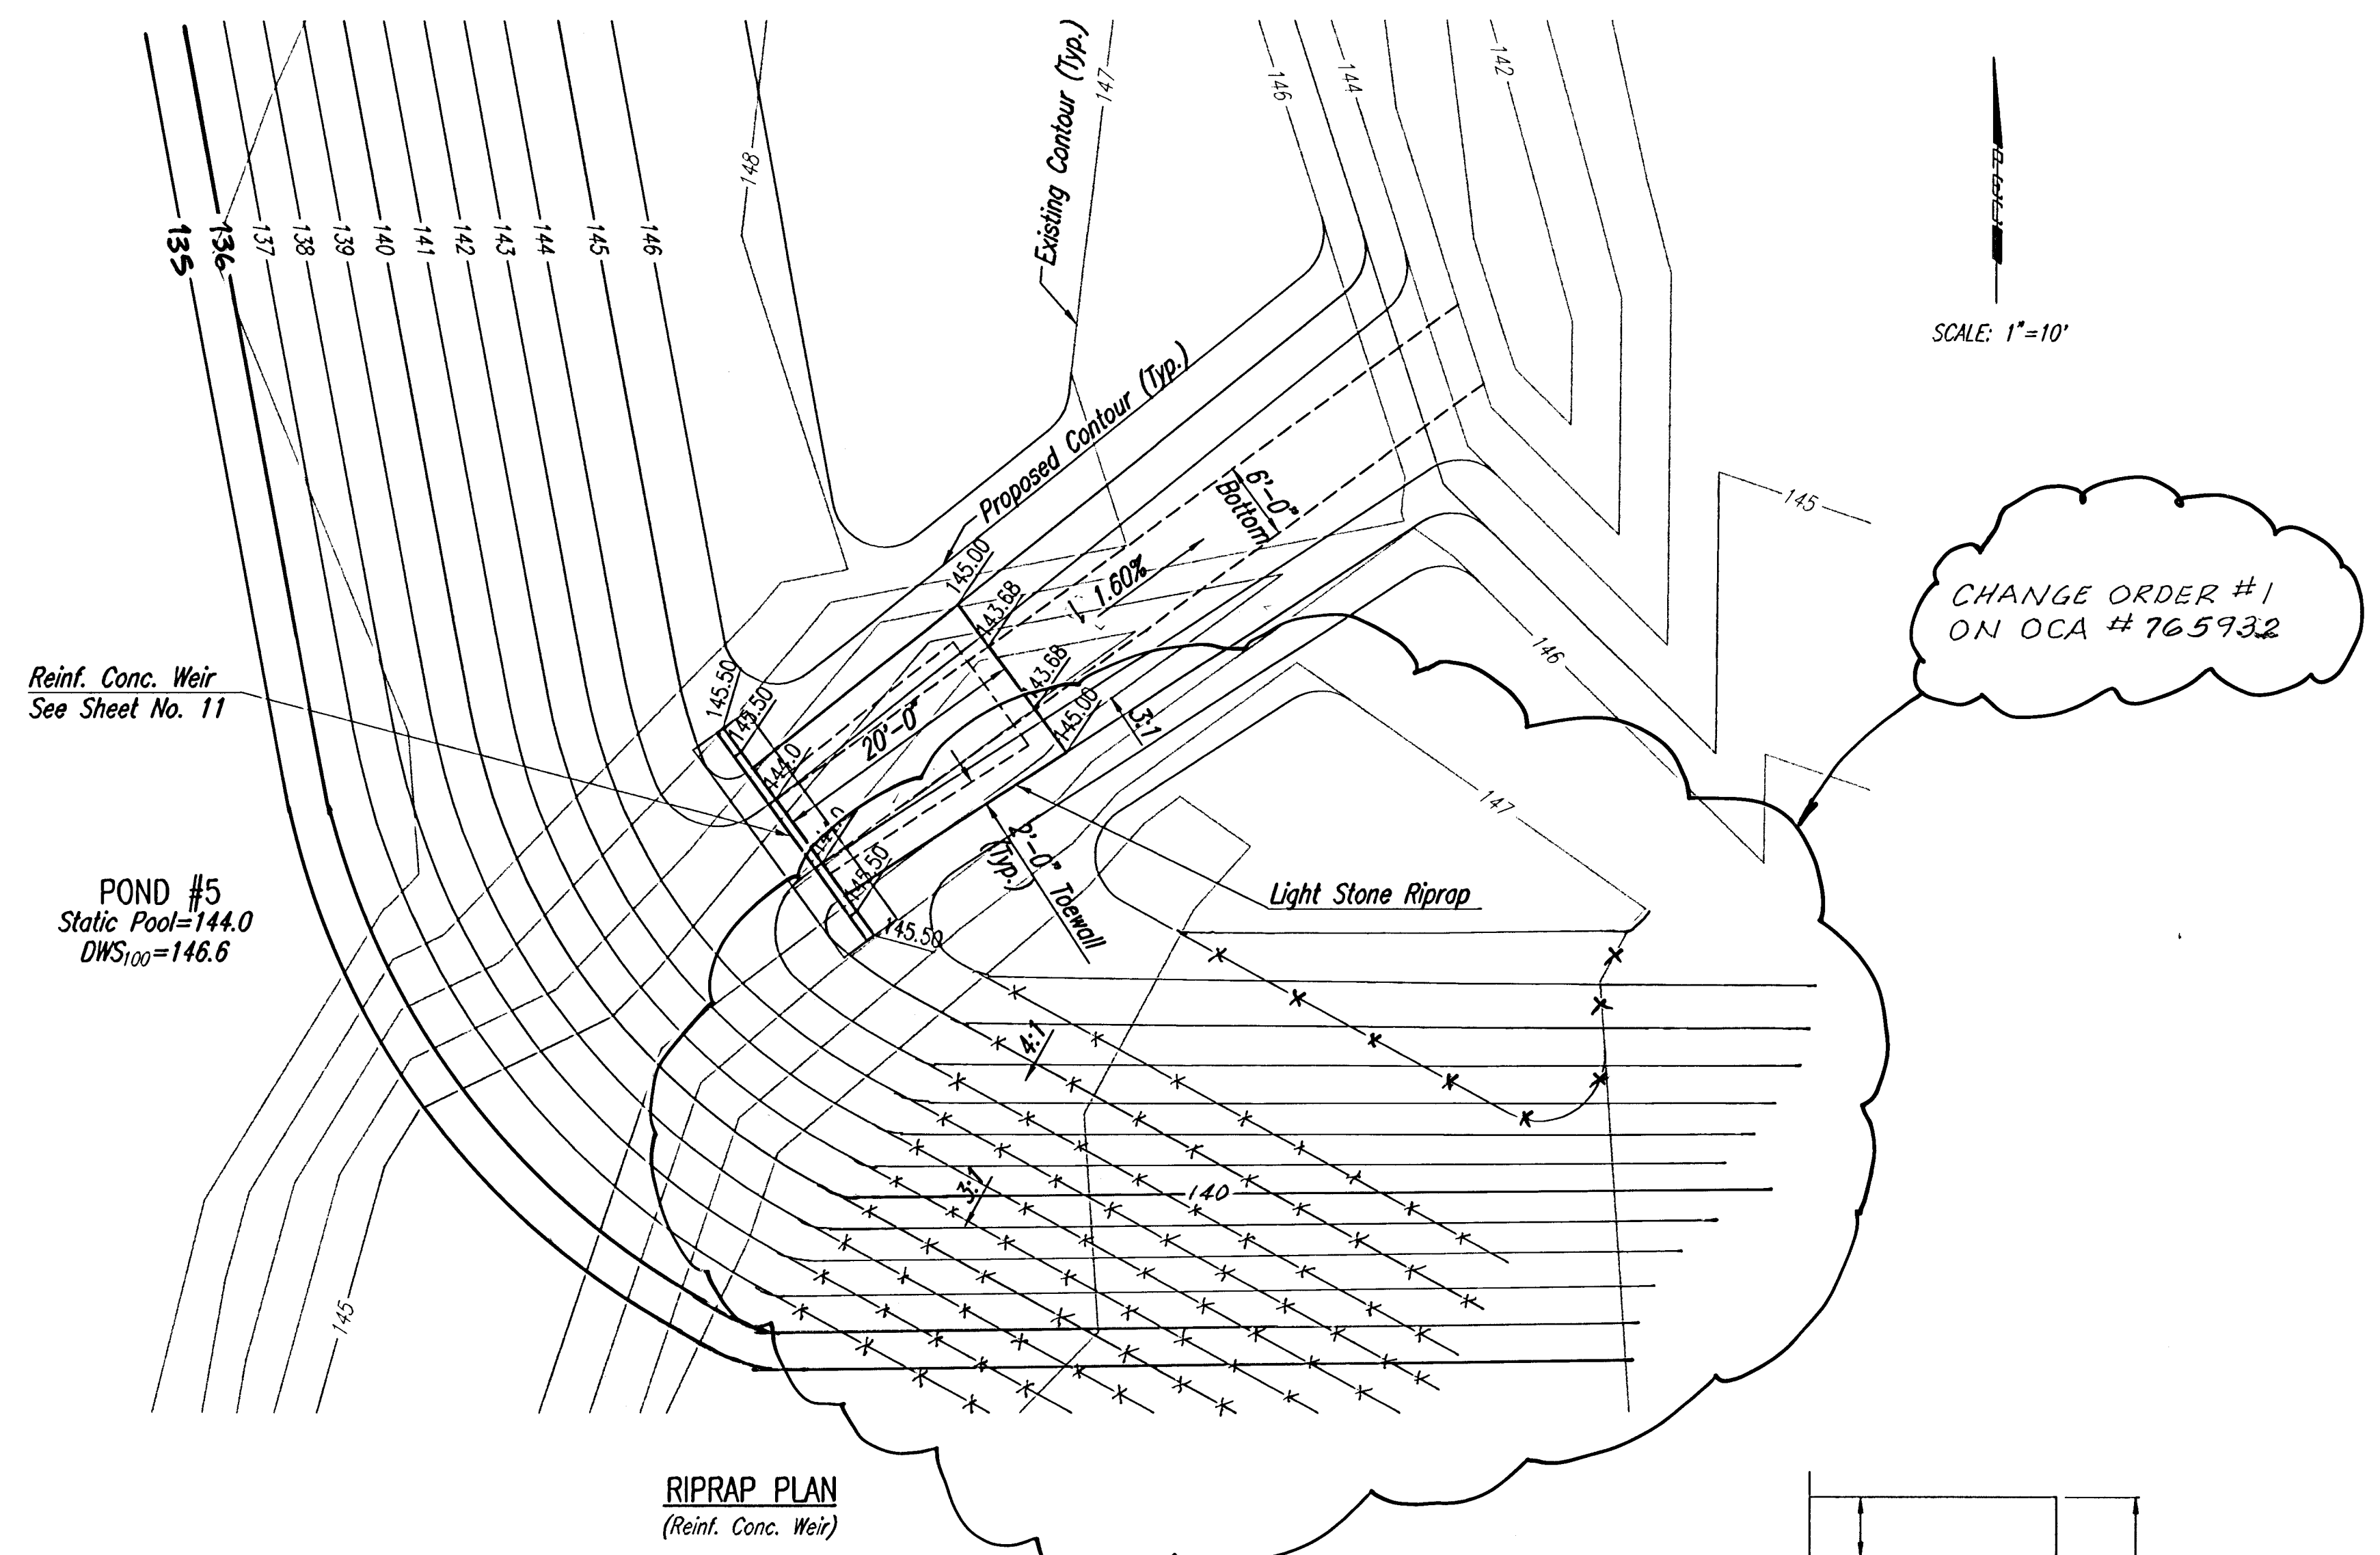 148
Existing Contour (Typ.)
147
146
144
142
135
136
137
138
139
140
141
142
143
144
145
146
SCALE: 1"=10'
Proposed Contour (Typ.)
6'-0"
Bottom
145
CHANGE ORDER #1
ON OCA #765932
145.00
143.68
1.60%
143.68
145.00
3:1
146
Reinf. Conc. Weir
See Sheet No. 11
145.50
145.50
144.0
20'-0"
145.50
145.50
2'-0" Toewall
(Typ.)
147
Light Stone Riprap
POND #5
Static Pool=144.0
DWS100=146.6
4:1
3:1
140
145
RIPRAP PLAN
(Reinf. Conc. Weir)